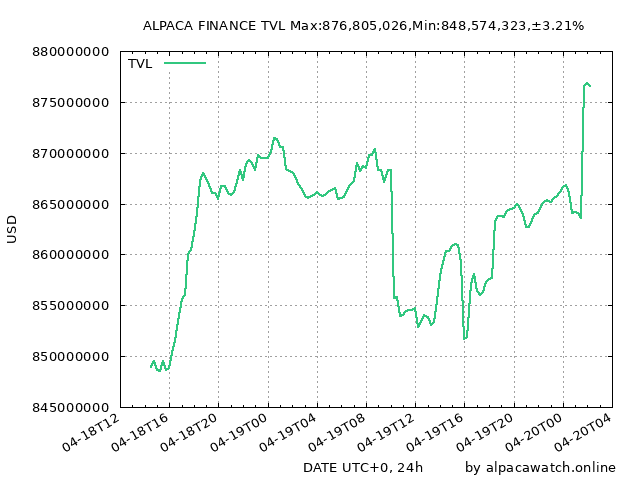 ALPACA FINANCE TVL Max:876,805,026,Min:848,574,323,±3.21%
TVL
880000000
875000000
870000000
865000000
860000000
855000000
850000000
845000000
USD
04-18T12
04-18T16
04-18T20
04-19T00
04-19T04
04-19T08
04-19T12
04-19T16
04-19T20
04-20T00
04-20T04
DATE UTC+0, 24h
by alpacawatch.online